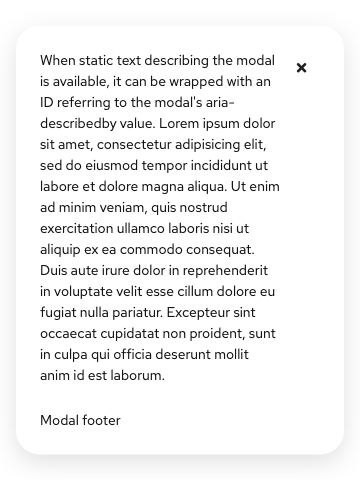 When static text describing the modal
is available, it can be wrapped with an
ID referring to the modal's aria-
describedby value. Lorem ipsum dolor
sit amet, consectetur adipisicing elit,
sed do eiusmod tempor incididunt ut
labore et dolore magna aliqua. Ut enim
ad minim veniam, quis nostrud
exercitation ullamco laboris nisi ut
aliquip ex ea commodo consequat.
Duis aute irure dolor in reprehenderit
in voluptate velit esse cillum dolore eu
fugiat nulla pariatur. Excepteur sint
occaecat cupidatat non proident, sunt
in culpa qui officia deserunt mollit
anim id est laborum.
Modal footer